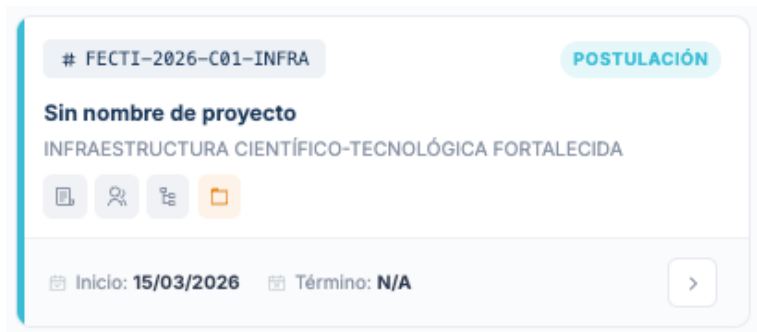 # FECTI-2026-C01-INFRA
POSTULACIÓN
Sin nombre de proyecto
INFRAESTRUCTURA CIENTÍFICO-TECNOLÓGICA FORTALECIDA
Inicio: 15/03/2026 Término: N/A